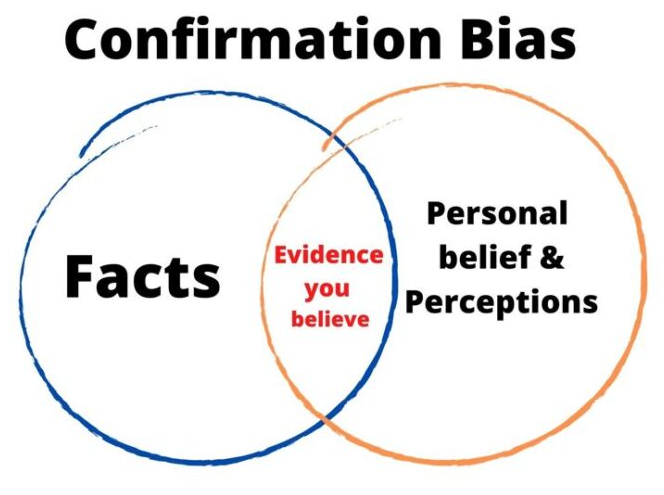 Confirmation Bias
Facts
Evidence
you
believe
Personal
belief &
Perceptions